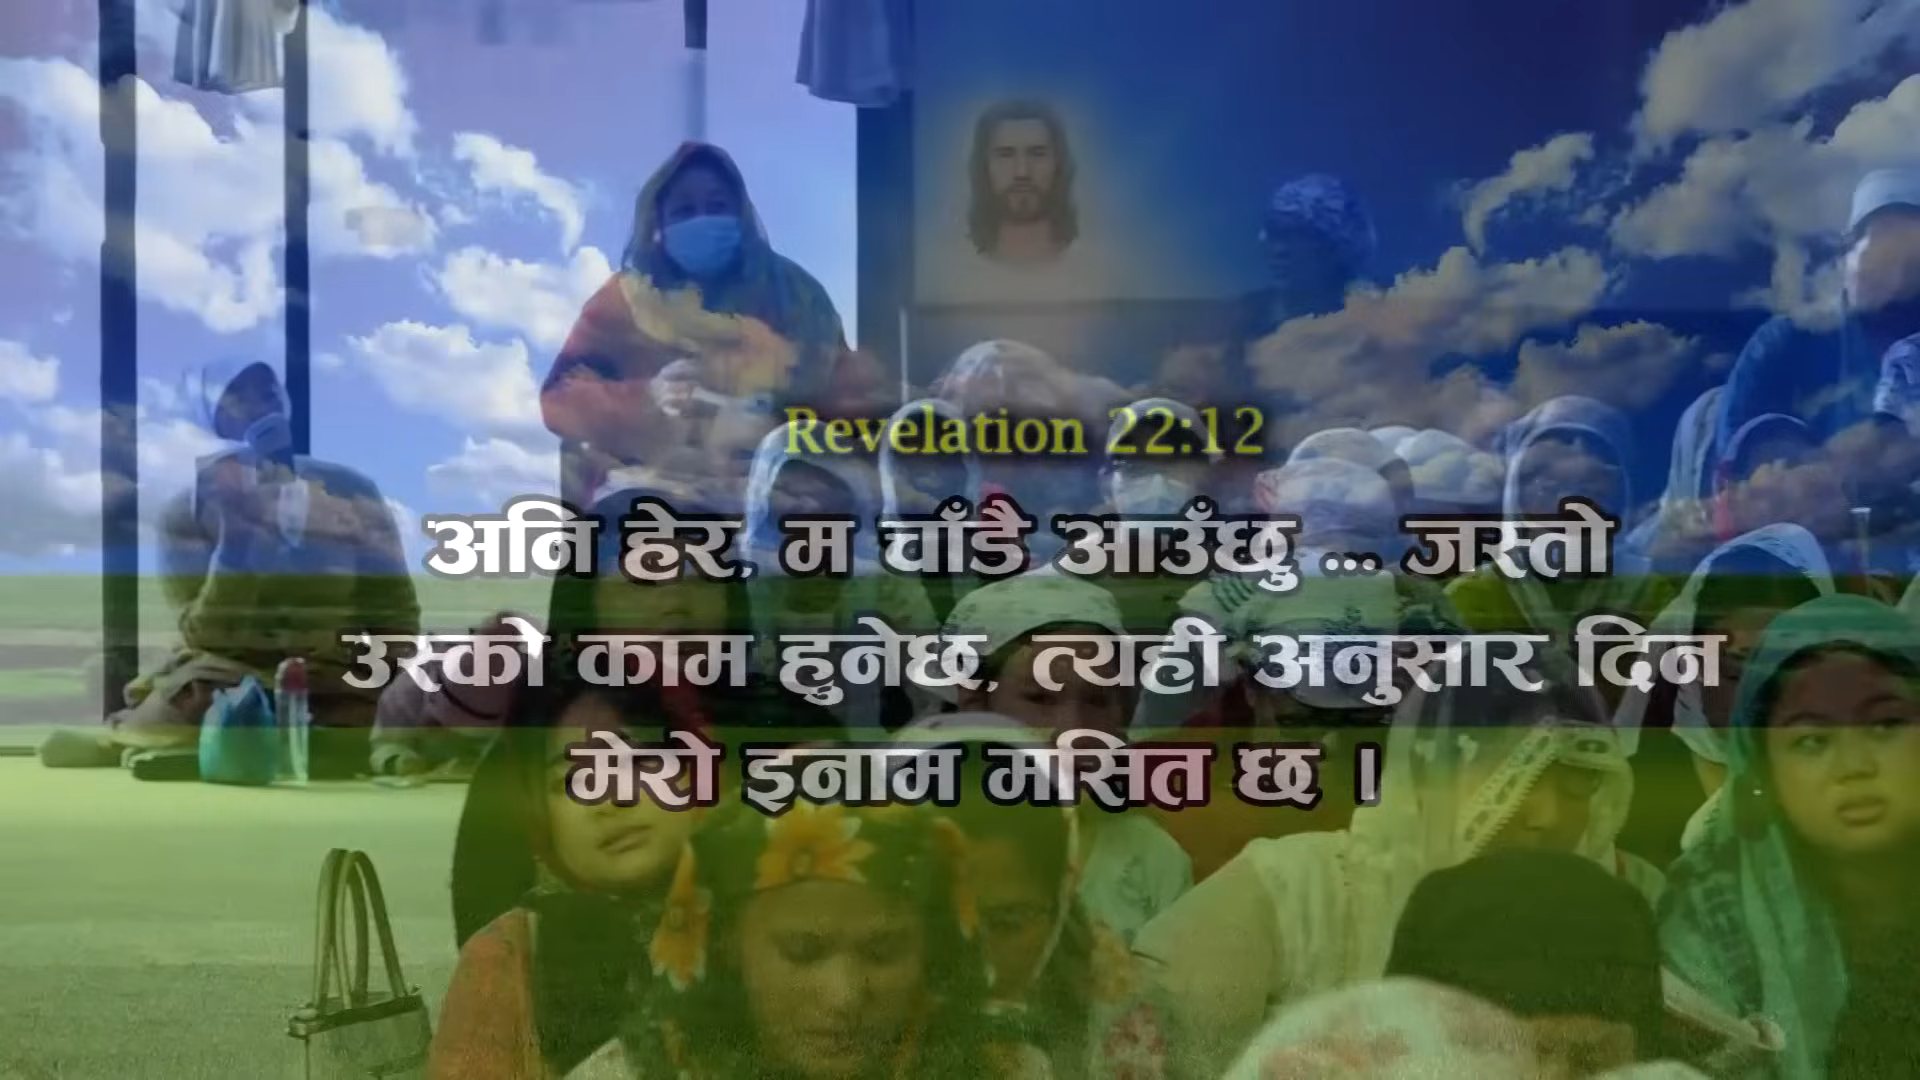 Revelation 22:12
अनि हेर, म चाँडै आउँछु ... जस्तो
उस्को काम हुनेछ, त्यही अनुसार दिन
मेरो इनाम मसित छ ।